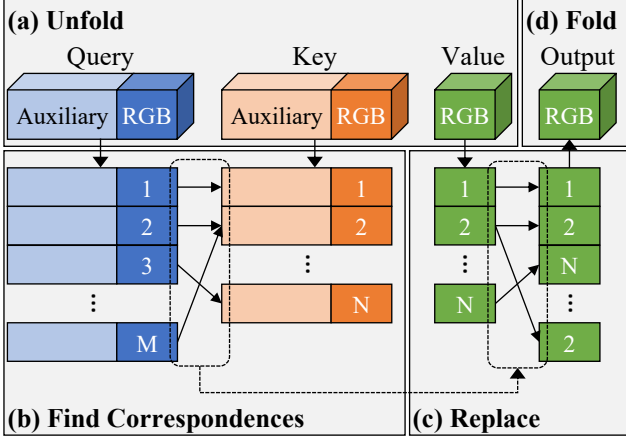 (a) Unfold
(d) Fold
Query
Key
Value
Output
Auxiliary RGB
Auxiliary RGB
RGB
RGB
1
1
1
1
2
2
2
2
3
⋮
⋮
N
⋮
N
N
⋮
M
2
(b) Find Correspondences
(c) Replace